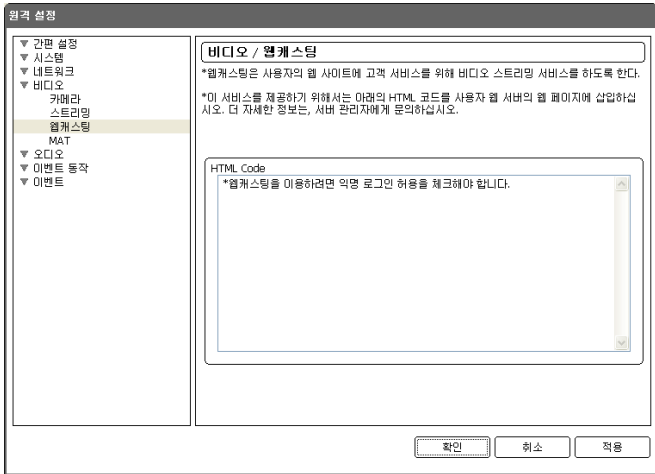 원격 설정
▼ 간편 설정
▼ 시스템
▼ 네트워크
▼ 비디오
카메라
스트리밍
웹캐스팅
MAT
▼ 오디오
▼ 이벤트 동작
▼ 이벤트
비디오 / 웹캐스팅
*웹캐스팅은 사용자의 웹 사이트에 고객 서비스를 위해 비디오 스트리밍 서비스를 하도록 한다.
*이 서비스를 제공하기 위해서는 아래의 HTML 코드를 사용자 웹 서버의 웹 페이지에 삽입하십
시오. 더 자세한 정보는, 서버 관리자에게 문의하십시오.
HTML Code
*웹캐스팅을 이용하려면 익명 로그인 허용을 체크해야 합니다.
확인
취소
적용